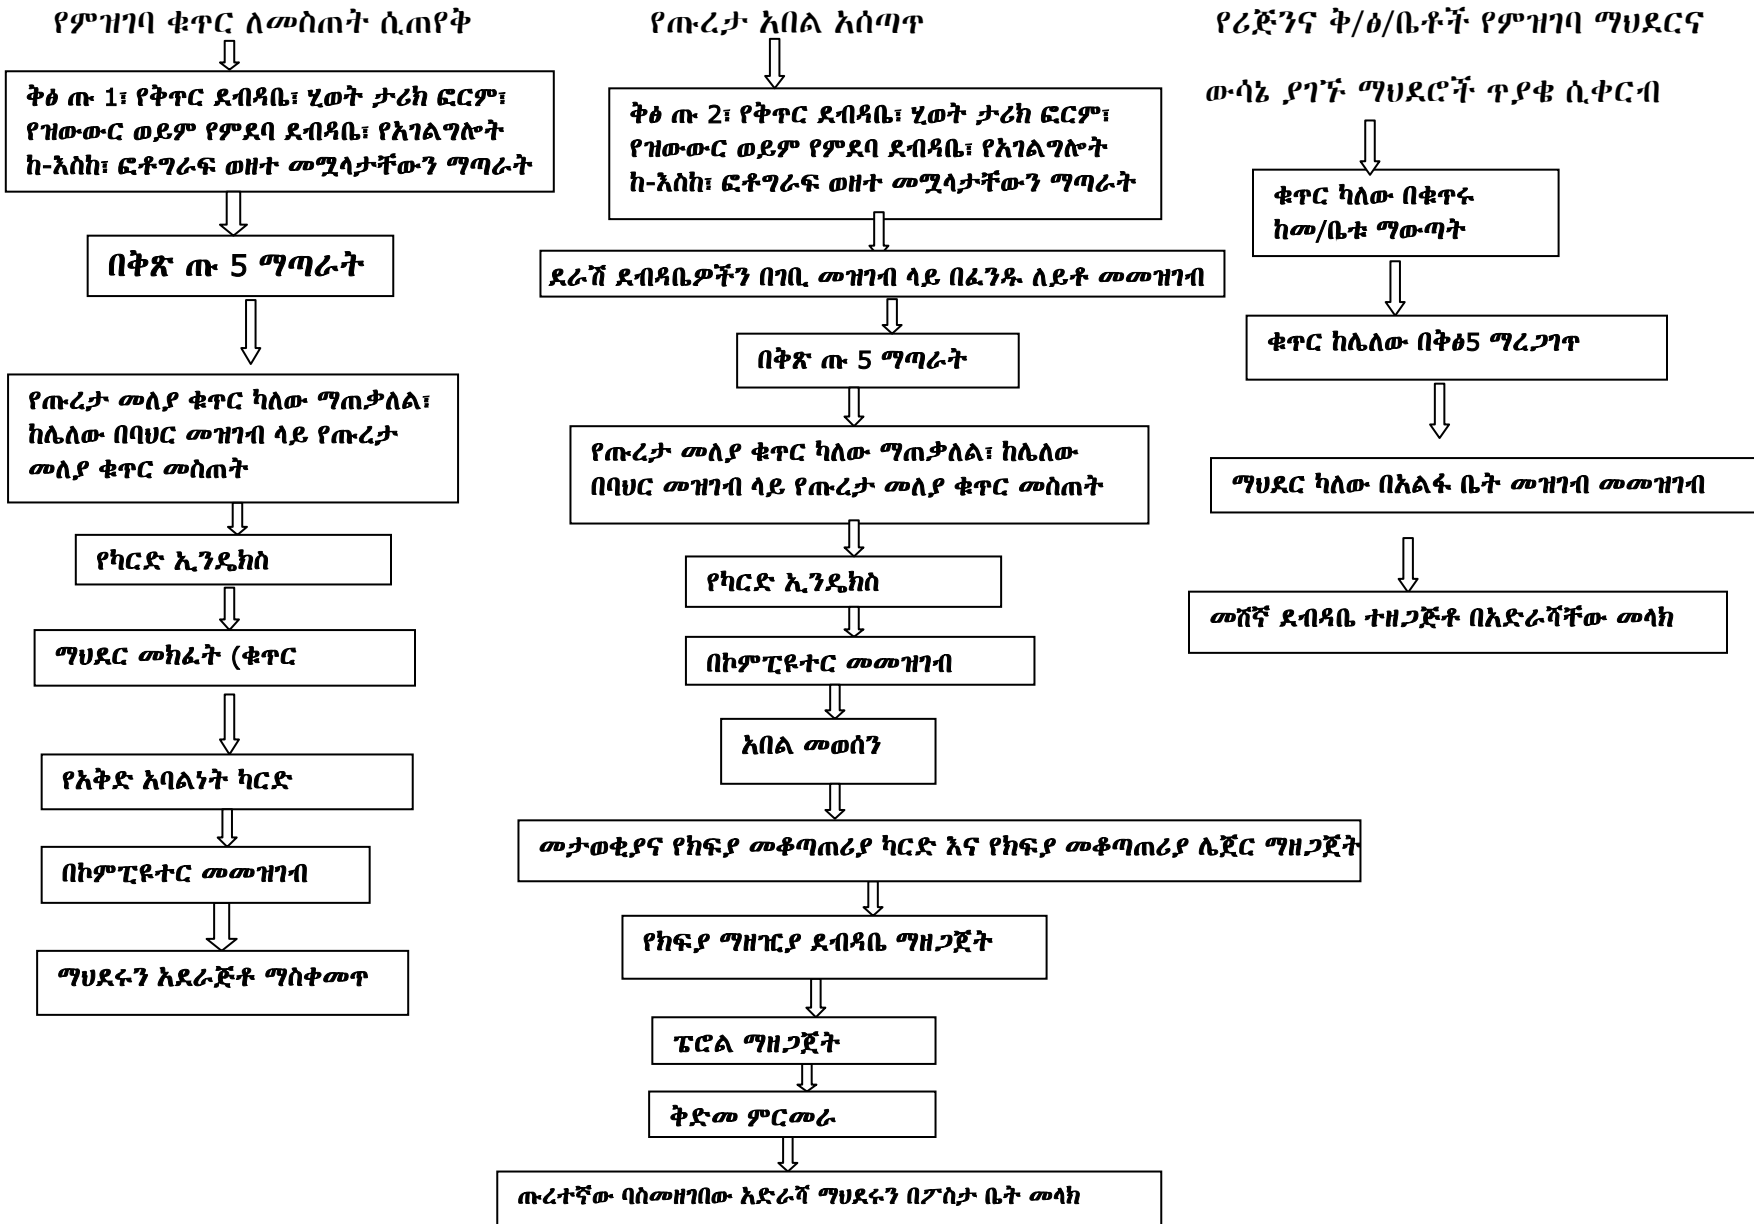 የምዝገባ ቁጥር ለመስጠት ሲጠየቅ
ቅፅ ጡ 1፣ የቅጥር ደብዳቤ፣ ሂወት ታሪክ ፎርም፣
የዝውውር ወይም የምደባ ደብዳቤ፣ የአገልግሎት
ከ-እስከ፣ ፎቶግራፍ ወዘተ መሟላታቸውን ማጣራት
በቅጽ ጡ 5 ማጣራት
የጡረታ መለያ ቁጥር ካለው ማጠቃለል፣
ከሌለው በባህር መዝገብ ላይ የጡረታ
መለያ ቁጥር መስጠት
የካርድ ኢንዴክስ
ማህደር መክፈት (ቁጥር
የአቅድ አባልነት ካርድ
በኮምፒዩተር መመዝገብ
ማህደሩን አደራጅቶ ማስቀመጥ
የጡረታ አበል አሰጣጥ
ቅፅ ጡ 2፣ የቅጥር ደብዳቤ፣ ሂወት ታሪክ ፎርም፣
የዝውውር ወይም የምደባ ደብዳቤ፣ የአገልግሎት
ከ-እስከ፣ ፎቶግራፍ ወዘተ መሟላታቸውን ማጣራት
ደራሽ ደብዳቤዎችን በገቢ መዝገብ ላይ በፈንዱ ለይቶ መመዝገብ
በቅጽ ጡ 5 ማጣራት
የጡረታ መለያ ቁጥር ካለው ማጠቃለል፣ ከሌለው
በባህር መዝገብ ላይ የጡረታ መለያ ቁጥር መስጠት
የካርድ ኢንዴክስ
በኮምፒዩተር መመዝገብ
አበል መወሰን
መታወቂያና የክፍያ መቆጣጠሪያ ካርድ እና የክፍያ መቆጣጠሪያ ሌጀር ማዘጋጀት
የክፍያ ማዘዣያ ደብዳቤ ማዘጋጀት
ፔሮል ማዘጋጀት
ቅድመ ምርመራ
ጡረተኛው ባስመዘገበው አድራሻ ማህደሩን በፖስታ ቤት መላክ
የሪጅንና ቅ/ፅ/ቤቶች የምዝገባ ማህደርና
ውሳኔ ያገኙ ማህደሮች ጥያቄ ሲቀርብ
ቁጥር ካለው በቁጥሩ
ከመ/ቤቱ ማውጣት
ቁጥር ከሌለው በቅፅ5 ማረጋገጥ
ማህደር ካለው በአልፋ ቤት መዝገብ መመዝገብ
መሸኛ ደብዳቤ ተዘጋጅቶ በአድራሻቸው መላክ